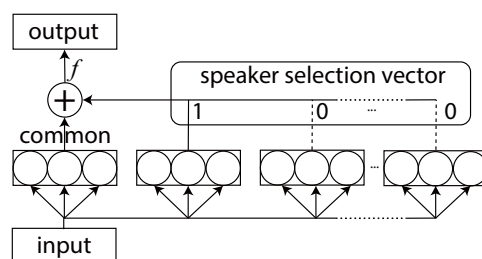 output
f
speaker selection vector
+
1 0 ... 0
common
...
input